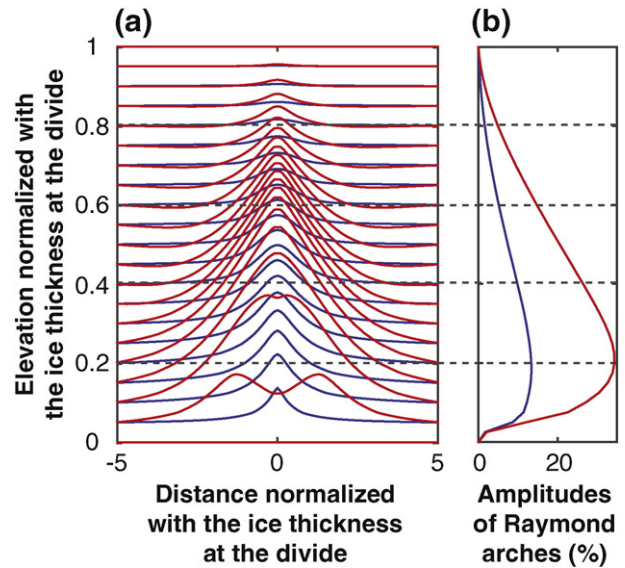 (a)
(b)
Elevation normalized with
the ice thickness at the divide
1
0.8
0.6
0.4
0.2
0
-5
0
5
0
20
Distance normalized
with the ice thickness
at the divide
Amplitudes
of Raymond
arches (%)